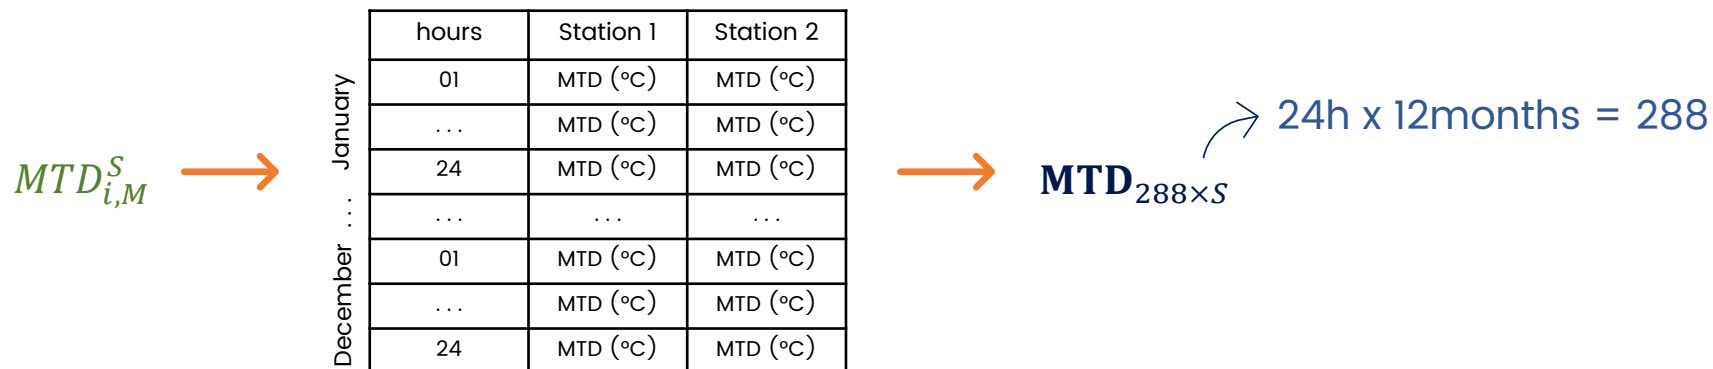 MTD^S_{i,M}
January
. . .
December
hours Station 1 Station 2
01 MTD (°C) MTD (°C)
. . . MTD (°C) MTD (°C)
24 MTD (°C) MTD (°C)
. . . . . . . . .
01 MTD (°C) MTD (°C)
. . . MTD (°C) MTD (°C)
24 MTD (°C) MTD (°C)
24h x 12months = 288
MTD_{288×S}